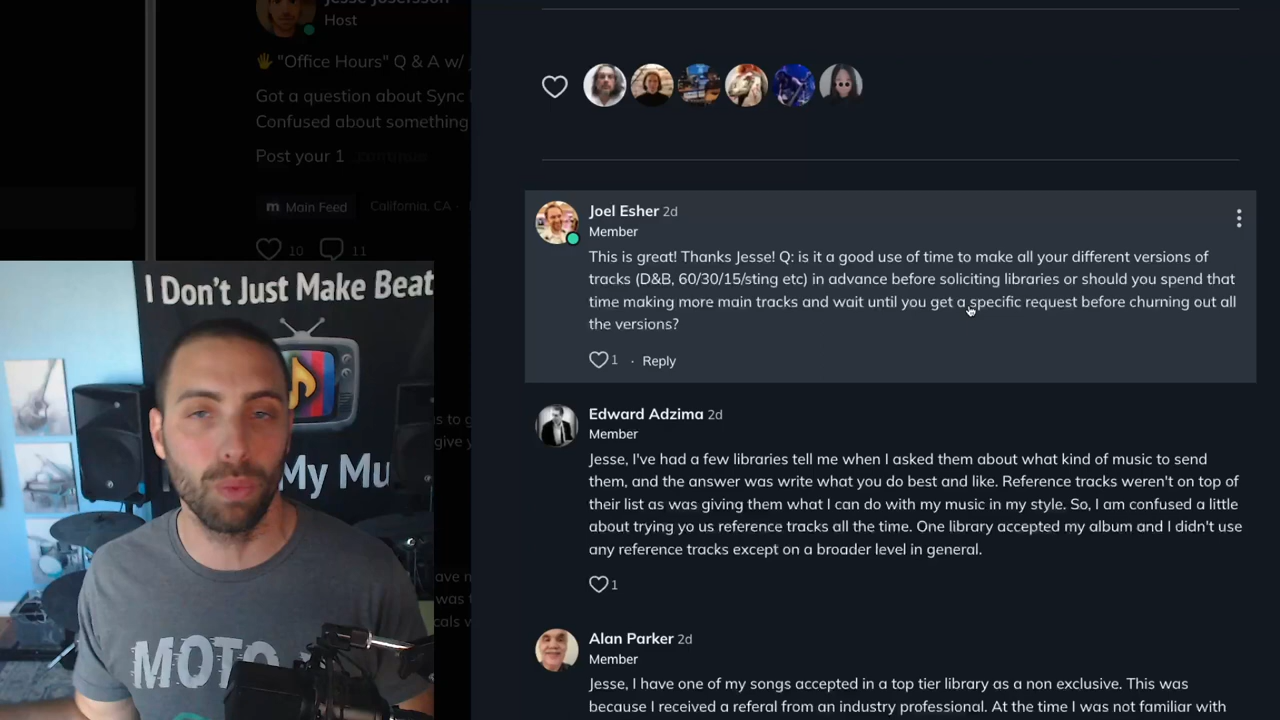 Host
🖐 "Office Hours" Q & A w/
Got a question about Sync
Confused about something
Post your 1 continue
m Main Feed California, CA ·
10 11
I Don't Just Make Beat
My Mu
MOTO
Joel Esher 2d
Member
This is great! Thanks Jesse! Q: is it a good use of time to make all your different versions of
tracks (D&B, 60/30/15/sting etc) in advance before soliciting libraries or should you spend that
time making more main tracks and wait until you get a specific request before churning out all
the versions?
1 · Reply
Edward Adzima 2d
Member
Jesse, I've had a few libraries tell me when I asked them about what kind of music to send
them, and the answer was write what you do best and like. Reference tracks weren't on top of
their list as was giving them what I can do with my music in my style. So, I am confused a little
about trying yo us reference tracks all the time. One library accepted my album and I didn't use
any reference tracks except on a broader level in general.
1
Alan Parker 2d
Member
Jesse, I have one of my songs accepted in a top tier library as a non exclusive. This was
because I received a referal from an industry professional. At the time I was not familiar with